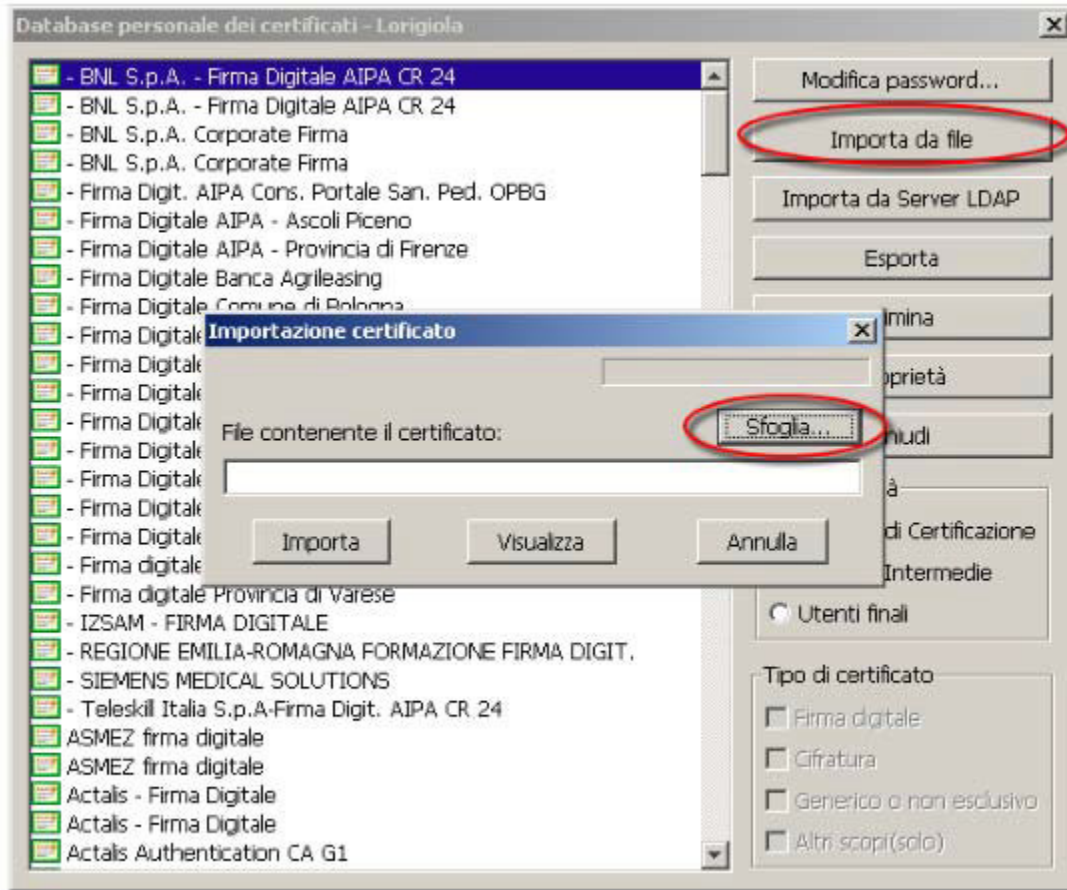 Database personale dei certificati - Lorigiola
- BNL S.p.A. - Firma Digitale AIPA CR 24
- BNL S.p.A. - Firma Digitale AIPA CR 24
- BNL S.p.A. Corporate Firma
- BNL S.p.A. Corporate Firma
- Firma Digit. AIPA Cons. Portale San. Ped. OPBG
- Firma Digitale AIPA - Ascoli Piceno
- Firma Digitale AIPA - Provincia di Firenze
- Firma Digitale Banca Agrileasing
- Firma Digitale Comune di Bologna
- Firma Digitale
- Firma Digitale
- Firma Digitale
- Firma Digitale
- Firma Digitale
- Firma Digitale
- Firma Digitale
- Firma Digitale
- Firma digitale
- Firma digitale Provincia di Varese
- IZSAM - FIRMA DIGITALE
- REGIONE EMILIA-ROMAGNA FORMAZIONE FIRMA DIGIT.
- SIEMENS MEDICAL SOLUTIONS
- Teleskill Italia S.p.A-Firma Digit. AIPA CR 24
ASMEZ firma digitale
ASMEZ firma digitale
Actalis - Firma Digitale
Actalis - Firma Digitale
Actalis Authentication CA G1
Modifica password...
Importa da file
Importa da Server LDAP
Esporta
imina
oprietà
hiudi
à
di Certificazione
Intermedie
Utenti finali
Tipo di certificato
Firma digitale
Cifratura
Generico o non esclusivo
Altri scopi(solo)
Importazione certificato
File contenente il certificato:
Sfoglia...
Importa
Visualizza
Annulla